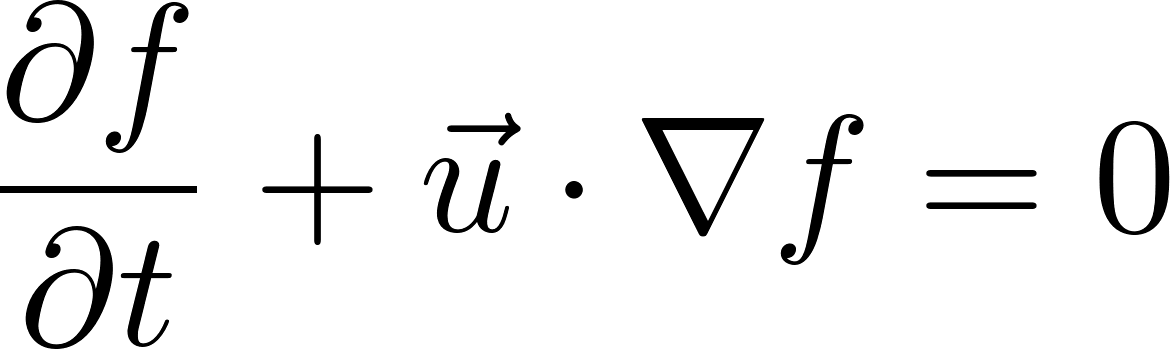 ∂f/∂t + u⃗ · ∇f = 0